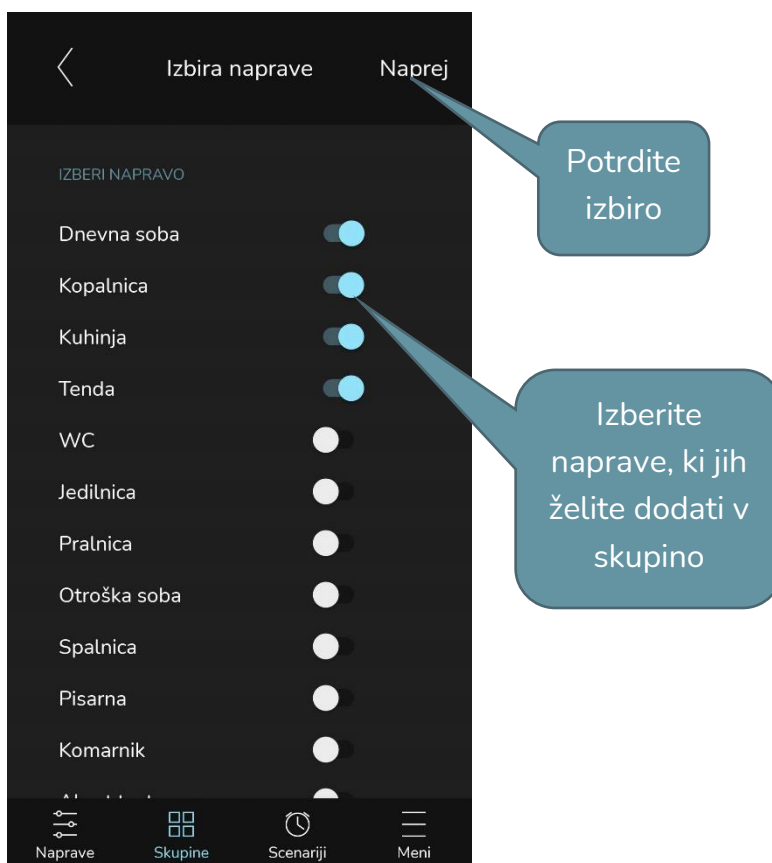 Izbira naprave
Naprej
Potrdite
izbiro
IZBERI NAPRAVO
Dnevna soba
Kopalnica
Kuhinja
Tenda
WC
Jedilnica
Pralnica
Otroška soba
Spalnica
Pisarna
Komarnik
Izberite
naprave, ki jih
želite dodati v
skupino
Naprave
Skupine
Scenariji
Meni